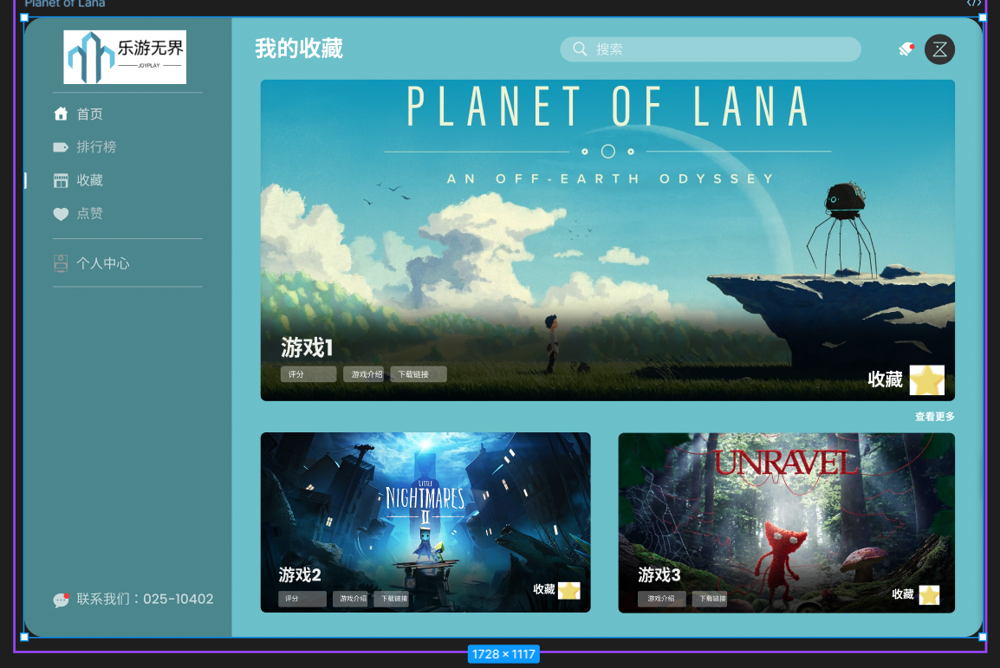 Planet of Lana
</>
乐游无界
JOYPLAY
首页
排行榜
收藏
点赞
个人中心
联系我们：025-10402
我的收藏
搜索
PLANET OF LANA
AN OFF-EARTH ODYSSEY
游戏1
评分 游戏介绍 下载链接
收藏
查看更多
LITTLE
NIGHTMARES
II
游戏2
评分 游戏介绍 下载链接
收藏
UNRAVEL
游戏3
游戏介绍 下载链接
收藏
1728 × 1117